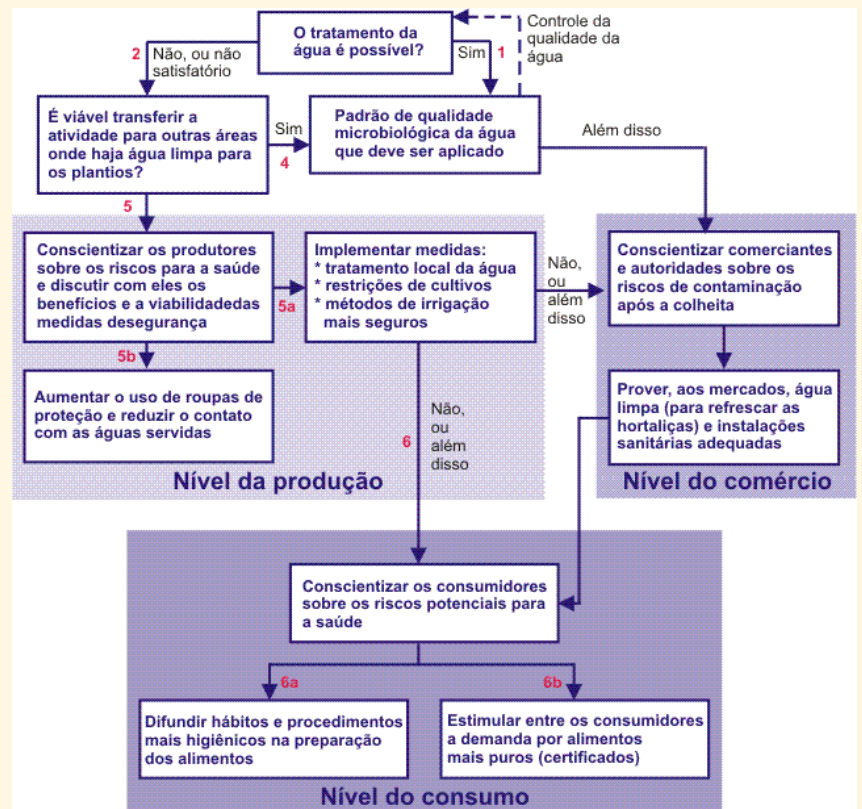 O tratamento da
água é possível?
Controle da
qualidade da
água
2
Não, ou não
satisfatório
Sim
1
É viável transferir a
atividade para outras áreas
onde haja água limpa para
os plantios?
Sim
4
Padrão de qualidade
microbiológica da água
que deve ser aplicado
Além disso
5
Conscientizar os produtores
sobre os riscos para a saúde
e discutir com eles os
benefícios e a viabilidadedas
medidas desegurança
5a
Implementar medidas:
* tratamento local da água
* restrições de cultivos
* métodos de irrigação
mais seguros
Não,
ou
além
disso
Conscientizar comerciantes
e autoridades sobre os
riscos de contaminação
após a colheita
5b
Aumentar o uso de roupas de
proteção e reduzir o contato
com as águas servidas
6
Não,
ou
além
disso
Prover, aos mercados, água
limpa (para refrescar as
hortaliças) e instalações
sanitárias adequadas
Nível da produção
Nível do comércio
Conscientizar os consumidores
sobre os riscos potenciais para
a saúde
6a
6b
Difundir hábitos e procedimentos
mais higiênicos na preparação
dos alimentos
Estimular entre os consumidores
a demanda por alimentos
mais puros (certificados)
Nível do consumo